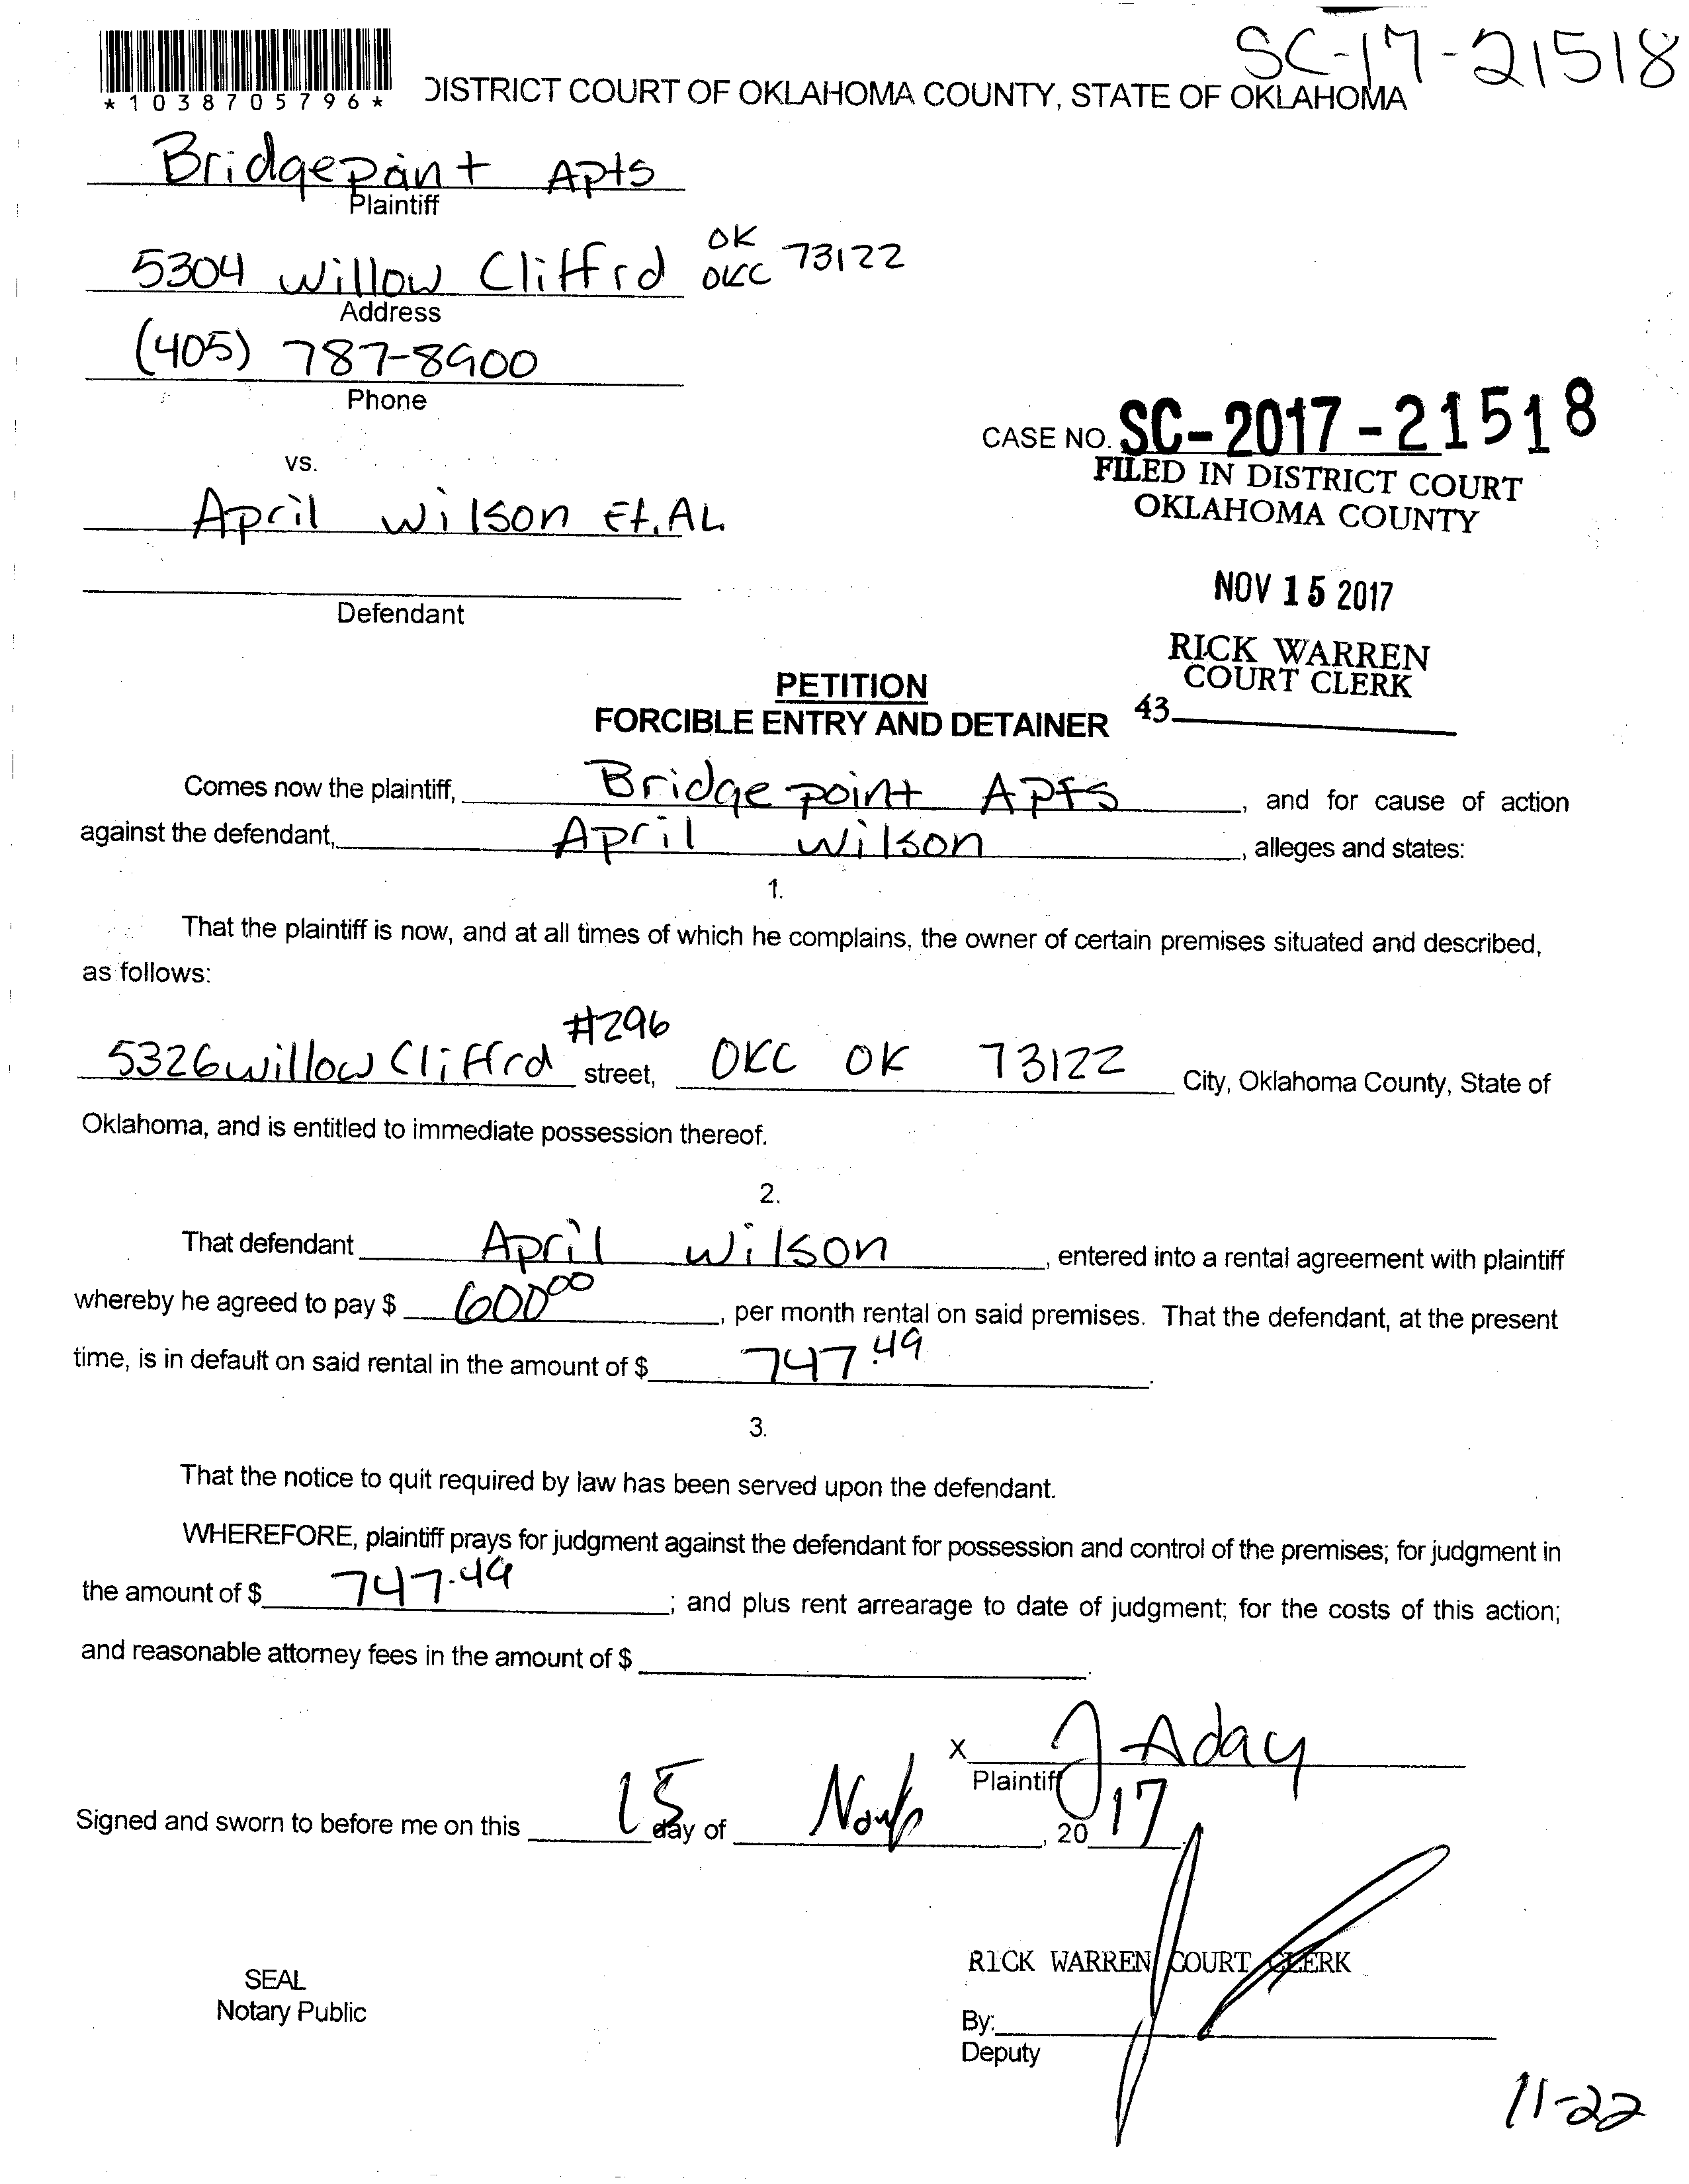 SC-17-21518
*1038705796*
DISTRICT COURT OF OKLAHOMA COUNTY, STATE OF OKLAHOMA
Bridgepoint Apts
Plaintiff
5304 Willow Cliff rd OK OKC 73122
Address
(405) 787-8900
Phone
CASE NO. SC-2017-21518
FILED IN DISTRICT COURT
OKLAHOMA COUNTY
vs.
April Wilson Et. AL
NOV 15 2017
Defendant
RICK WARREN
COURT CLERK
43
PETITION
FORCIBLE ENTRY AND DETAINER
Comes now the plaintiff, Bridge point Apts, and for cause of action
against the defendant, April Wilson, alleges and states:
1.
That the plaintiff is now, and at all times of which he complains, the owner of certain premises situated and described,
as follows:
5326 Willow Cliff rd #296 street, OKC OK 73122 City, Oklahoma County, State of
Oklahoma, and is entitled to immediate possession thereof.
2.
That defendant April Wilson, entered into a rental agreement with plaintiff
whereby he agreed to pay $ 600.00, per month rental on said premises. That the defendant, at the present
time, is in default on said rental in the amount of $ 747.49.
3.
That the notice to quit required by law has been served upon the defendant.
WHEREFORE, plaintiff prays for judgment against the defendant for possession and control of the premises; for judgment in
the amount of $ 747.49; and plus rent arrearage to date of judgment; for the costs of this action;
and reasonable attorney fees in the amount of $
X J Aday
Plaintiff
Signed and sworn to before me on this 15 day of , 20 17
RICK WARREN COURT CLERK
SEAL
Notary Public
By:
Deputy
11-22